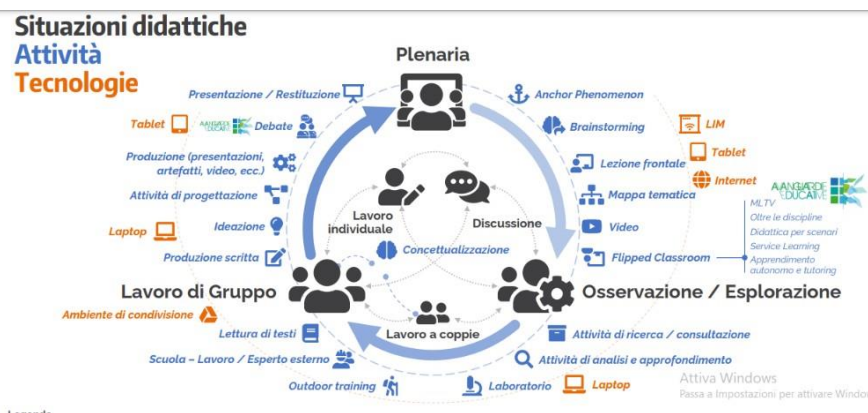 Situazioni didattiche
Attività
Tecnologie
Plenaria
Presentazione / Restituzione
Anchor Phenomenon
Tablet
AVANGUARDIE EDUCATIVE
Debate
Brainstorming
LIM
Produzione (presentazioni,
artefatti, video, ecc.)
Lezione frontale
Tablet
Internet
Attività di progettazione
Mappa tematica
AVANGUARDIE
EDUCATIVE
MLTV
Oltre le discipline
Didattica per scenari
Service Learning
Apprendimento
autonomo e tutoring
Lavoro
individuale
Discussione
Laptop
Ideazione
Video
Concettualizzazione
Produzione scritta
Flipped Classroom
Lavoro di Gruppo
Osservazione / Esplorazione
Ambiente di condivisione
Lavoro a coppie
Lettura di testi
Attività di ricerca / consultazione
Scuola – Lavoro / Esperto esterno
Attività di analisi e approfondimento
Outdoor training
Laboratorio
Laptop
Attiva Windows
Passa a Impostazioni per attivare Window